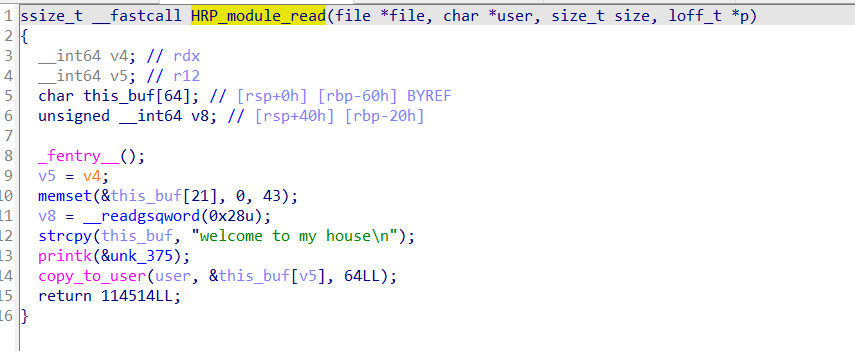 1 ssize_t __fastcall HRP_module_read(file *file, char *user, size_t size, loff_t *p)
2 {
3   __int64 v4; // rdx
4   __int64 v5; // r12
5   char this_buf[64]; // [rsp+0h] [rbp-60h] BYREF
6   unsigned __int64 v8; // [rsp+40h] [rbp-20h]
7
8   _fentry__();
9   v5 = v4;
10   memset(&this_buf[21], 0, 43);
11   v8 = __readgsqword(0x28u);
12   strcpy(this_buf, "welcome to my house\n");
13   printk(&unk_375);
14   copy_to_user(user, &this_buf[v5], 64LL);
15   return 114514LL;
16 }